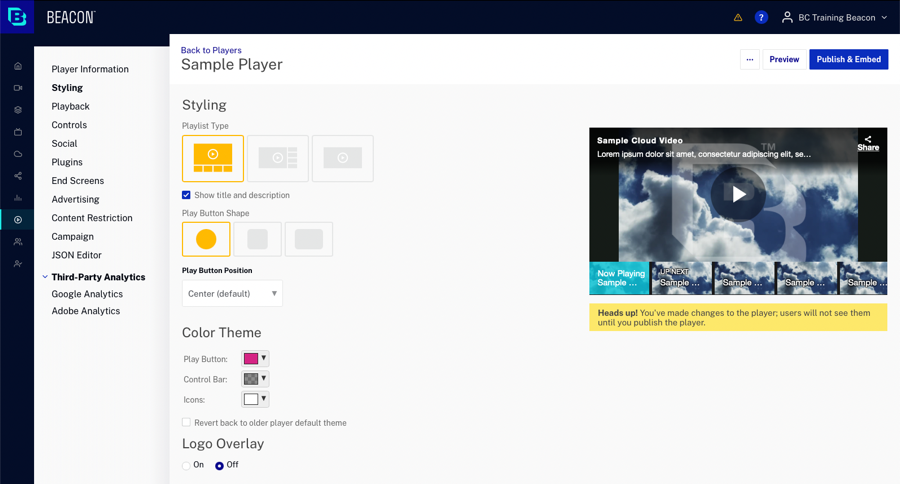 BEACON
?
BC Training Beacon
Player Information
Styling
Playback
Controls
Social
Plugins
End Screens
Advertising
Content Restriction
Campaign
JSON Editor
Third-Party Analytics
Google Analytics
Adobe Analytics
Back to Players
Sample Player
...
Preview
Publish & Embed
Styling
Playlist Type
Show title and description
Play Button Shape
Play Button Position
Center (default)
Color Theme
Play Button:
Control Bar:
Icons:
Revert back to older player default theme
Logo Overlay
On
Off
Sample Cloud Video
Lorem ipsum dolor sit amet, consectetur adipiscing elit, se...
Share
TM
Now Playing
Sample ...
UP NEXT
Sample ...
Sample ...
Sample ...
Sample
Heads up! You've made changes to the player; users will not see them
until you publish the player.